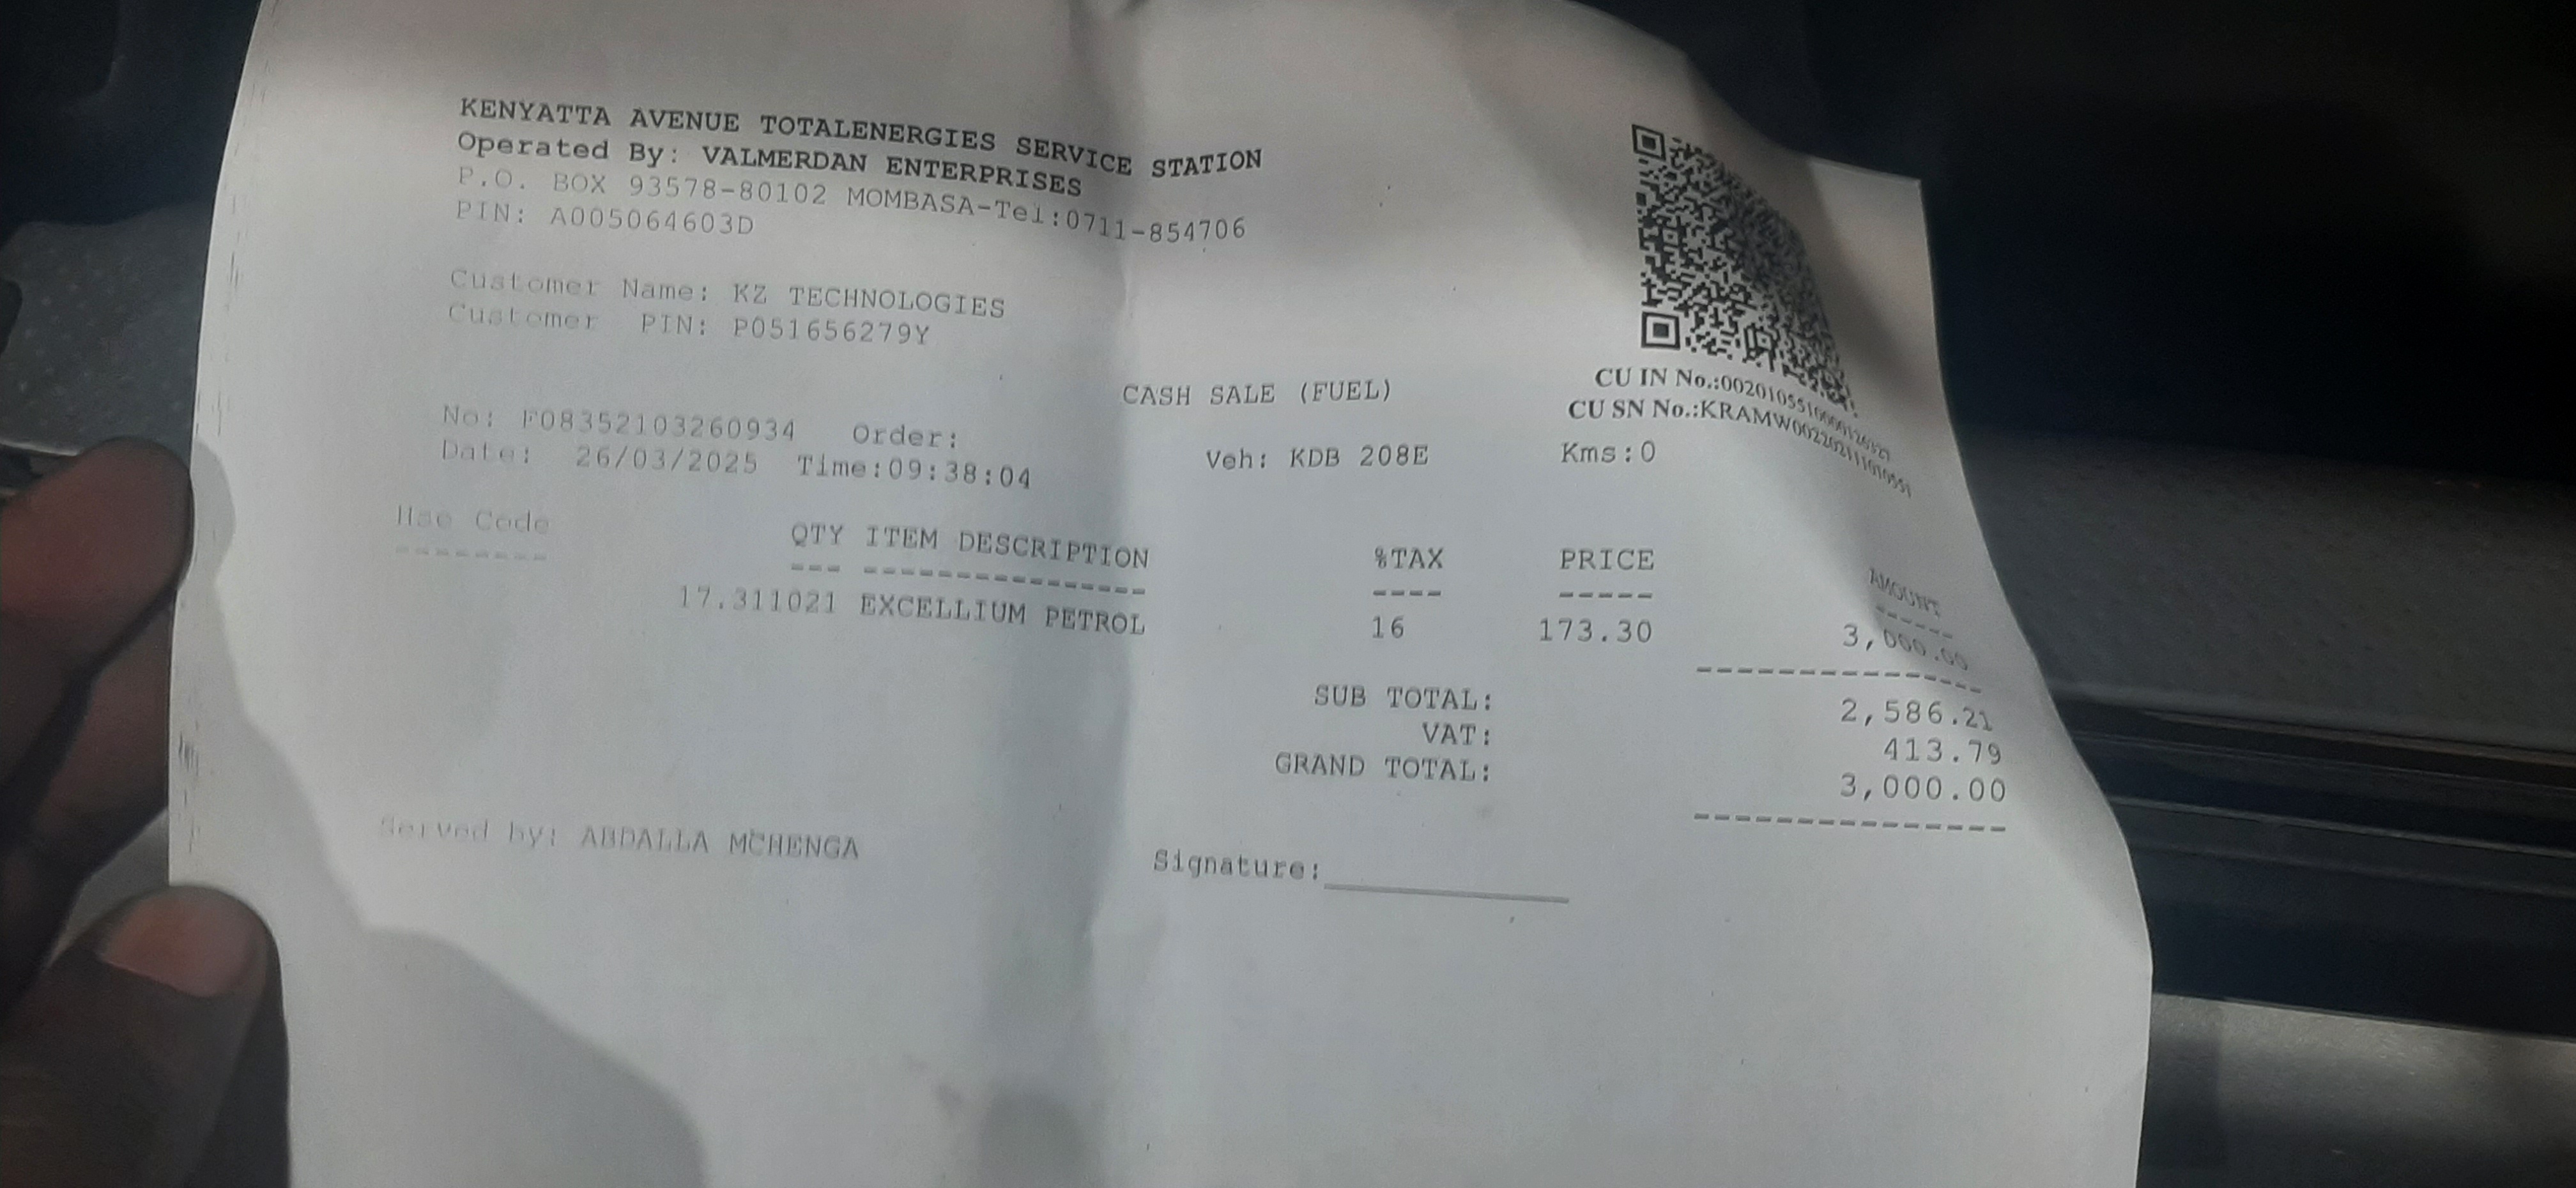 KENYATTA AVENUE TOTALENERGIES SERVICE STATION
Operated By: VALMERDAN ENTERPRISES
P.O. BOX 93578-80102 MOMBASA-Tel:0711-854706
PIN: A005064603D
Customer Name: KZ TECHNOLOGIES
Customer PIN: P051656279Y
CASH SALE (FUEL)
CU IN No.:
CU SN No.:
No: F08352103260934 Order:
Date: 26/03/2025 Time:09:38:04 Veh: KDB 208E Kms:0
Code QTY ITEM DESCRIPTION %TAX PRICE AMOUNT
17.311021 EXCELLIUM PETROL 16 173.30 3,000.00
SUB TOTAL: 2,586.21
VAT: 413.79
GRAND TOTAL: 3,000.00
Served by: ABDALLA MCHENGA Signature: